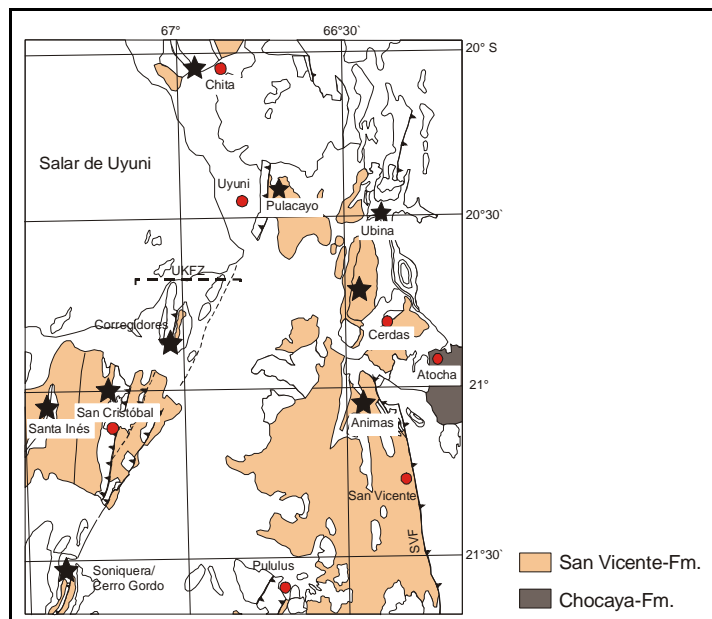 67°
66°30`
20° S
Chita
Salar de Uyuni
Uyuni
Pulacayo
20°30`
Ubina
UKFZ
Corregidores
Cerdas
Atocha
21°
San Cristóbal
Santa Inés
Animas
San Vicente
SVF
21°30`
Soniquera/
Cerro Gordo
Pululus
San Vicente-Fm.
Chocaya-Fm.